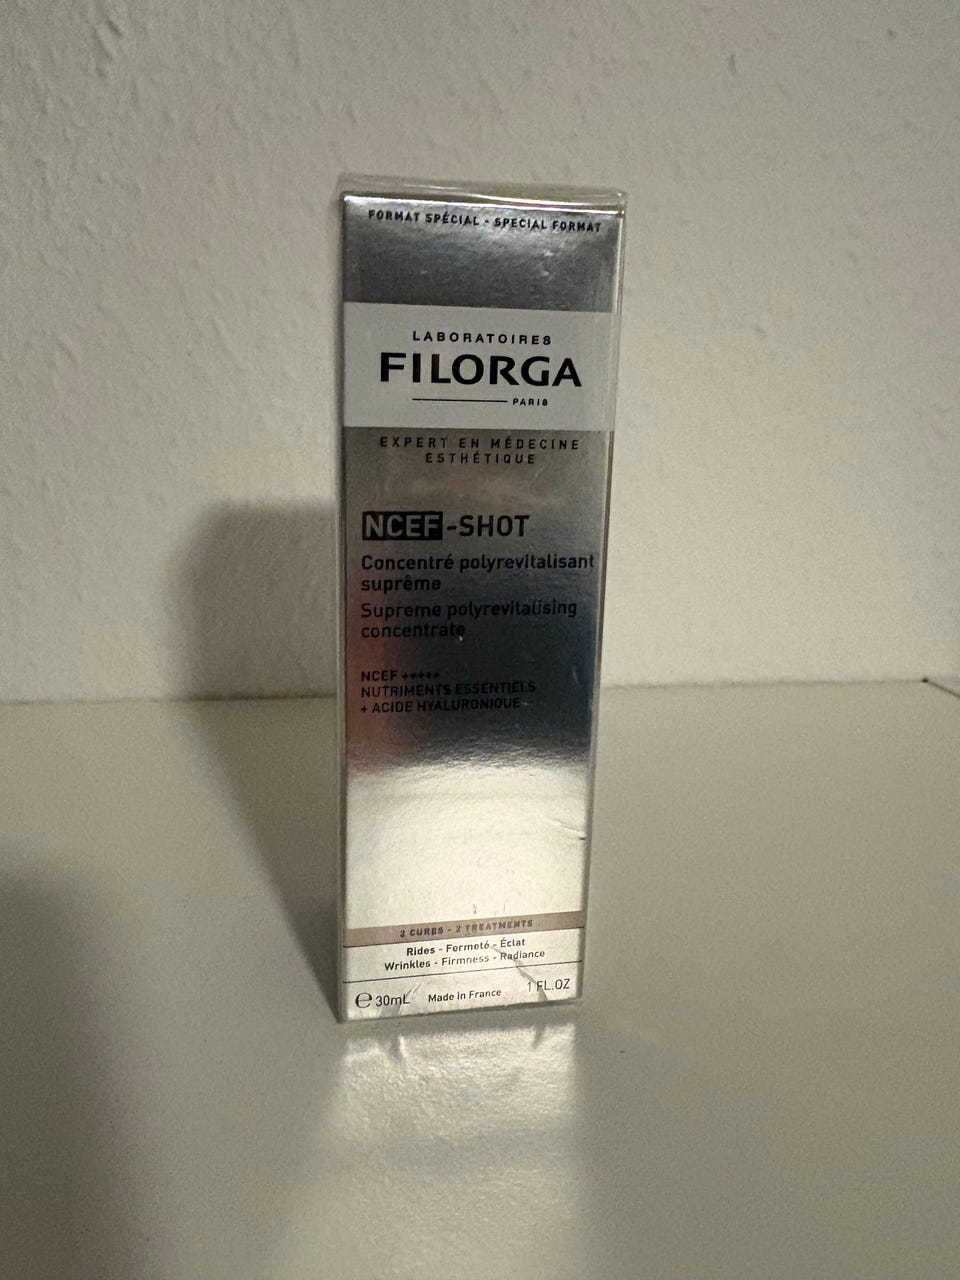 FORMAT SPÉCIAL - SPECIAL FORMAT
LABORATOIRES
FILORGA
PARIS
EXPERT EN MÉDECINE
ESTHÉTIQUE
NCEF-SHOT
Concentré polyrevitalisant
suprême
Supreme polyrevitalising
concentrate
NCEF +++++
NUTRIMENTS ESSENTIELS
+ ACIDE HYALURONIQUE
2 CURES - 2 TREATMENTS
Rides - Fermeté - Éclat
Wrinkles - Firmness - Radiance
℮ 30mL Made in France 1 FL.OZ